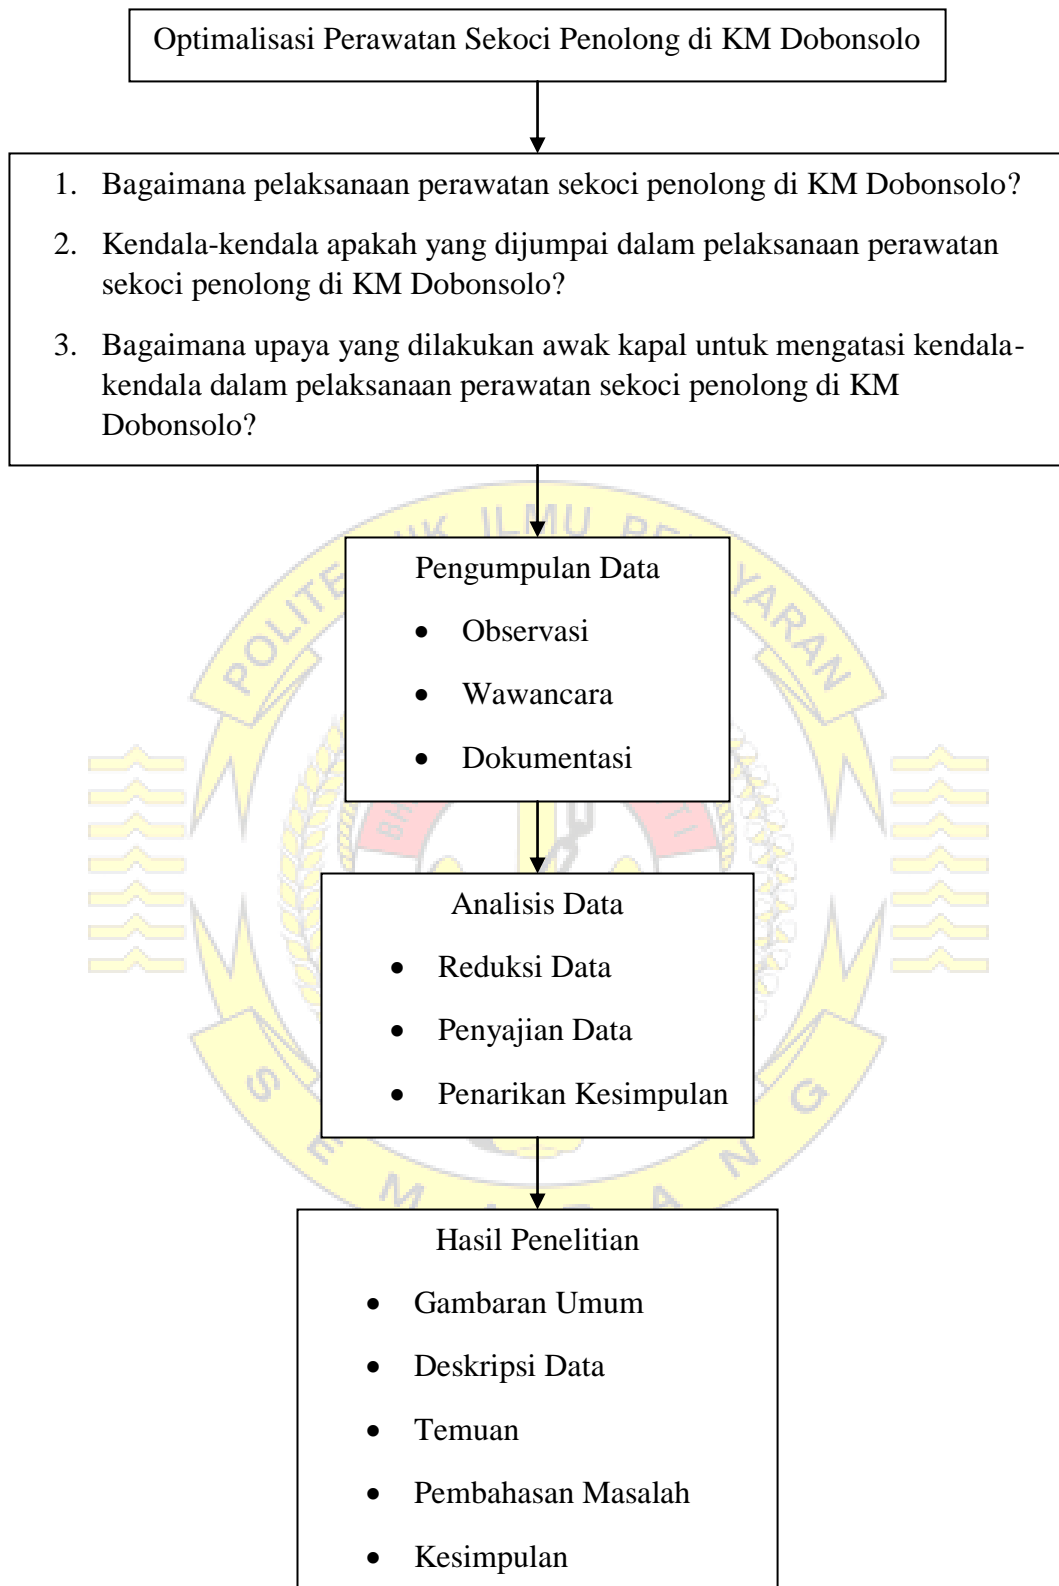 Optimalisasi Perawatan Sekoci Penolong di KM Dobonsolo
1. Bagaimana pelaksanaan perawatan sekoci penolong di KM Dobonsolo?
2. Kendala-kendala apakah yang dijumpai dalam pelaksanaan perawatan
sekoci penolong di KM Dobonsolo?
3. Bagaimana upaya yang dilakukan awak kapal untuk mengatasi kendala-
kendala dalam pelaksanaan perawatan sekoci penolong di KM
Dobonsolo?
Pengumpulan Data
• Observasi
• Wawancara
• Dokumentasi
Analisis Data
• Reduksi Data
• Penyajian Data
• Penarikan Kesimpulan
Hasil Penelitian
• Gambaran Umum
• Deskripsi Data
• Temuan
• Pembahasan Masalah
• Kesimpulan
ILMU